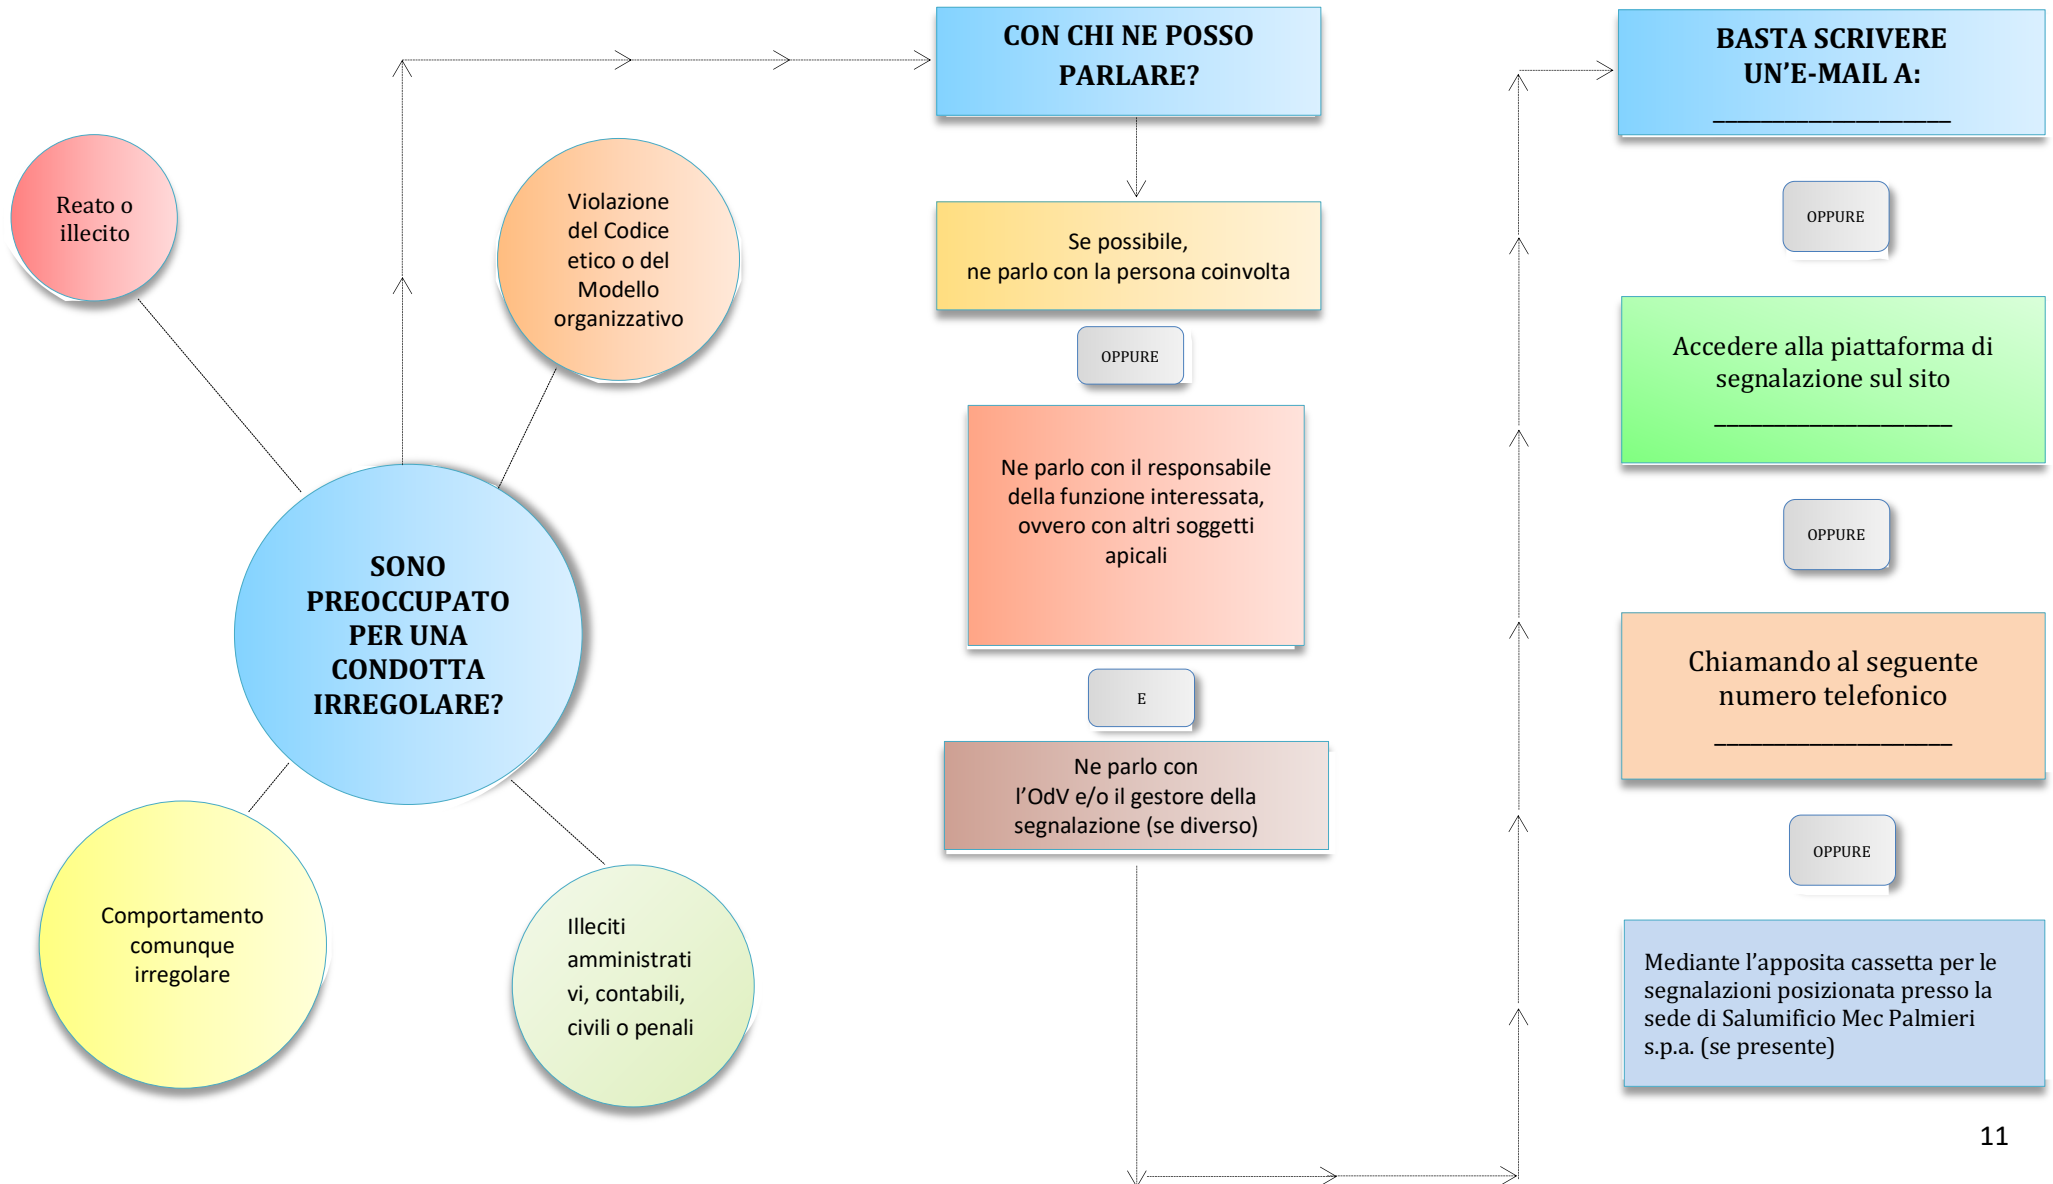 Reato o
illecito
Violazione
del Codice
etico o del
Modello
organizzativo
SONO
PREOCCUPATO
PER UNA
CONDOTTA
IRREGOLARE?
Comportamento
comunque
irregolare
Illeciti
amministrati
vi, contabili,
civili o penali
CON CHI NE POSSO
PARLARE?
Se possibile,
ne parlo con la persona coinvolta
OPPURE
Ne parlo con il responsabile
della funzione interessata,
ovvero con altri soggetti
apicali
E
Ne parlo con
l’OdV e/o il gestore della
segnalazione (se diverso)
BASTA SCRIVERE
UN’E-MAIL A:
____________________
OPPURE
Accedere alla piattaforma di
segnalazione sul sito
____________________
OPPURE
Chiamando al seguente
numero telefonico
____________________
OPPURE
Mediante l’apposita cassetta per le
segnalazioni posizionata presso la
sede di Salumificio Mec Palmieri
s.p.a. (se presente)
11